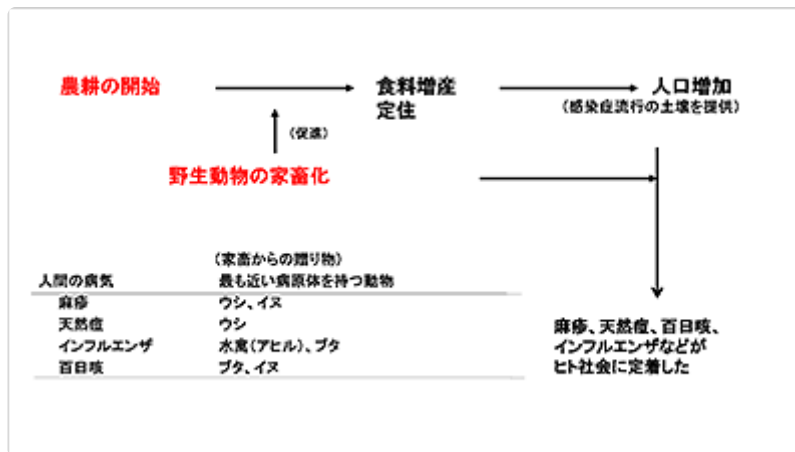 農耕の開始
食料増産
定住
人口増加
(感染症流行の土壌を提供)
(促進)
野生動物の家畜化
(家畜からの贈り物)
人間の病気 最も近い病原体を持つ動物
麻疹 ウシ、イヌ
天然痘 ウシ
インフルエンザ 水禽(アヒル)、ブタ
百日咳 ブタ、イヌ
麻疹、天然痘、百日咳、
インフルエンザなどが
ヒト社会に定着した